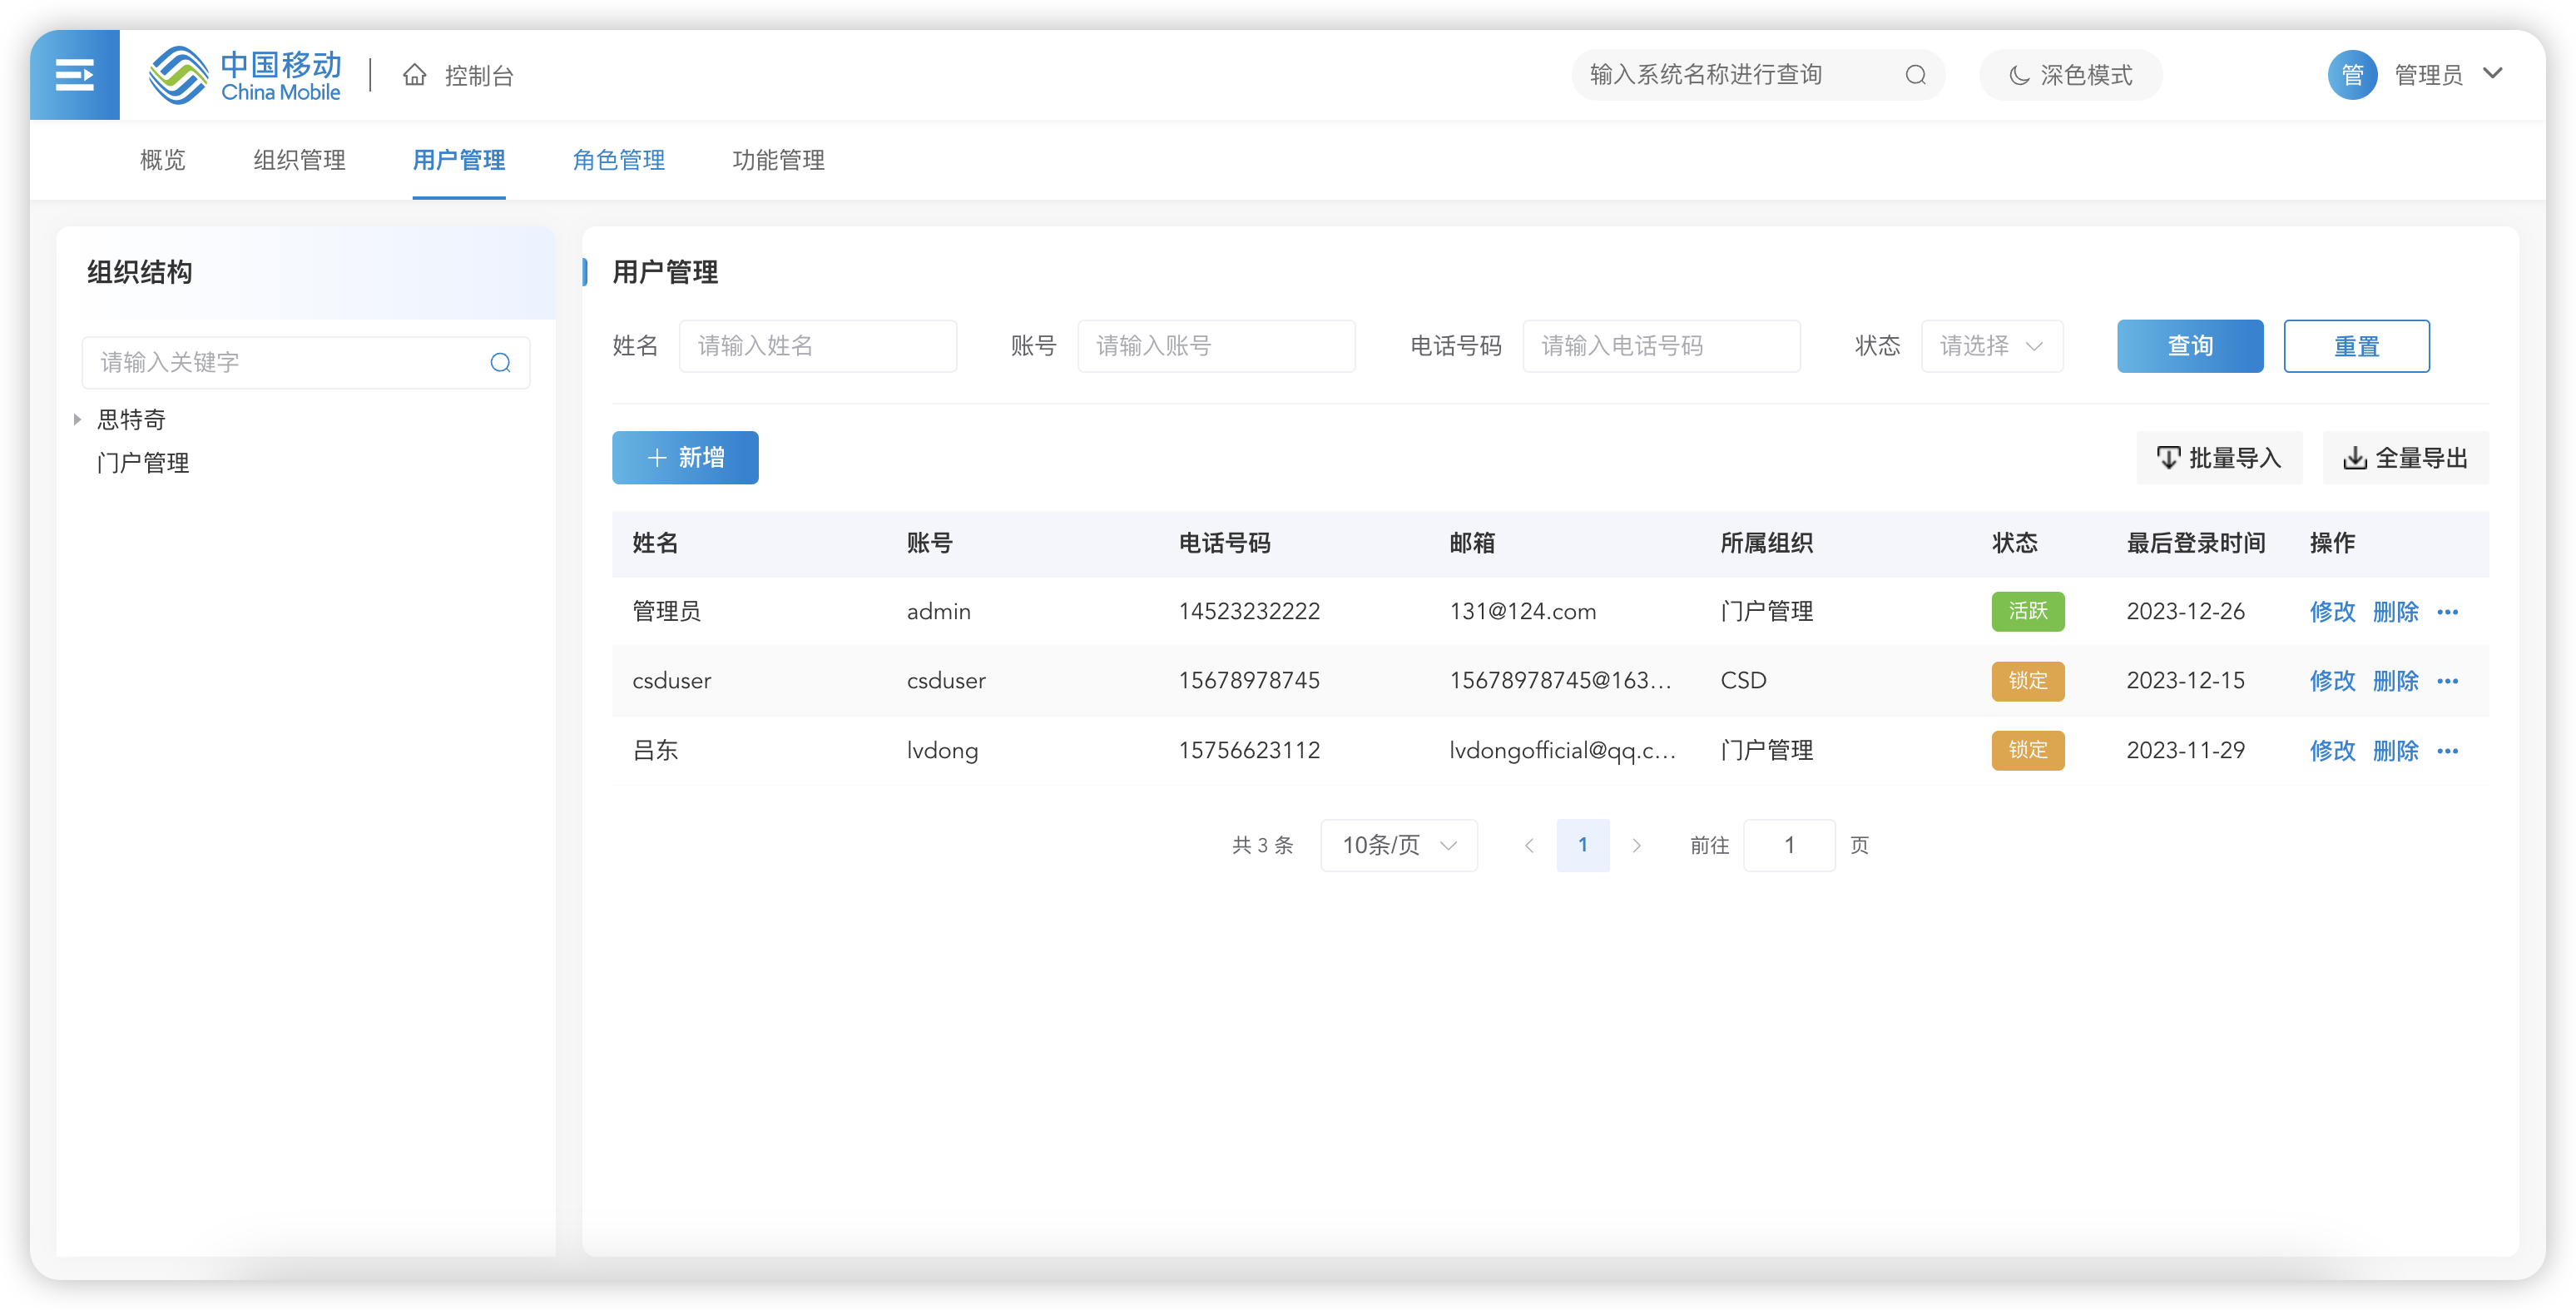 中国移动
China Mobile
控制台
输入系统名称进行查询
深色模式
管
管理员
概览
组织管理
用户管理
角色管理
功能管理
组织结构
请输入关键字
思特奇
门户管理
用户管理
姓名 请输入姓名 账号 请输入账号 电话号码 请输入电话号码 状态 请选择 查询 重置
新增
批量导入
全量导出
姓名 账号 电话号码 邮箱 所属组织 状态 最后登录时间 操作
管理员 admin 14523232222 131@124.com 门户管理 活跃 2023-12-26 修改 删除 •••
csduser csduser 15678978745 15678978745@163... CSD 锁定 2023-12-15 修改 删除 •••
吕东 lvdong 15756623112 lvdongofficial@qq.c... 门户管理 锁定 2023-11-29 修改 删除 •••
共 3 条 10条/页 1 前往 1 页